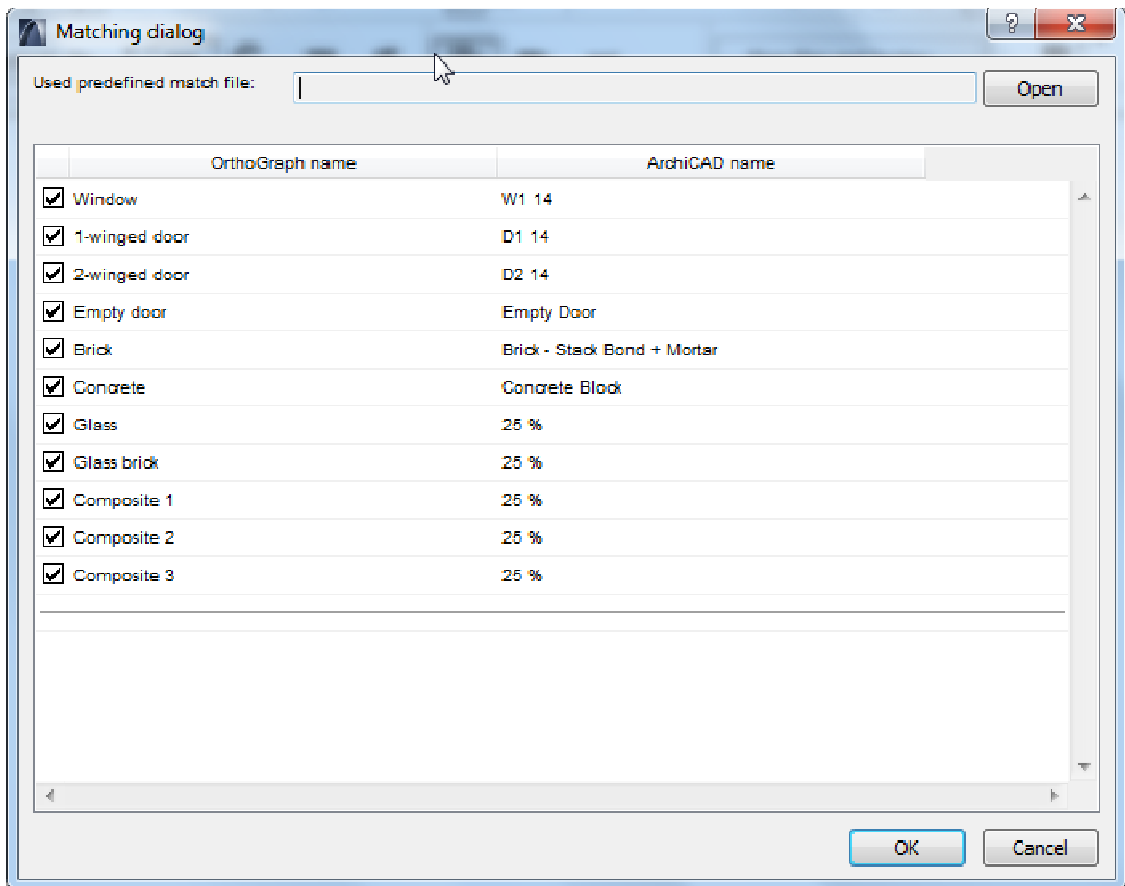 Matching dialog
?
Used predefined match file:
Open
OrthoGraph name ArchiCAD name
Window W1 14
1-winged door D1 14
2-winged door D2 14
Empty door Empty Door
Brick Brick - Stack Bond + Mortar
Concrete Concrete Block
Glass 25 %
Glass brick 25 %
Composite 1 25 %
Composite 2 25 %
Composite 3 25 %
OK Cancel